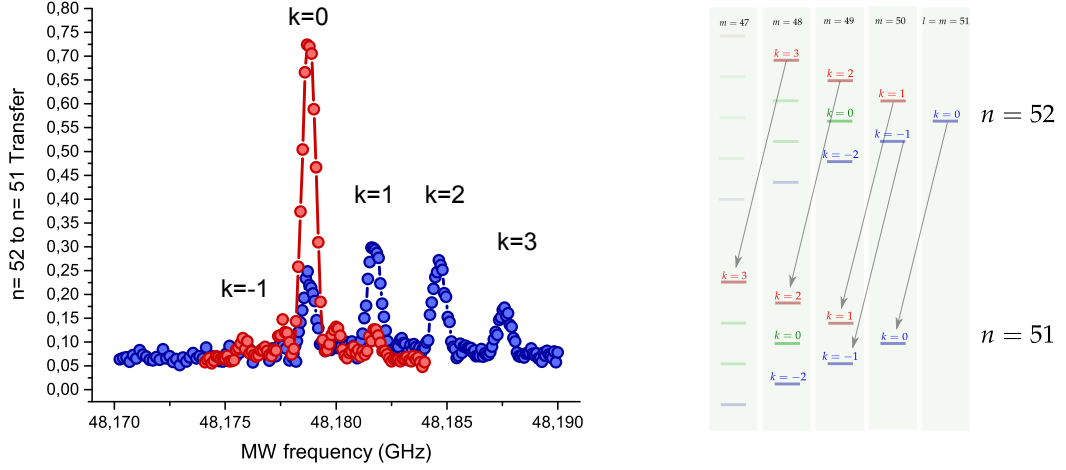 n= 52 to n= 51 Transfer
0,80
0,75
0,70
0,65
0,60
0,55
0,50
0,45
0,40
0,35
0,30
0,25
0,20
0,15
0,10
0,05
0,00
k=0
k=1
k=2
k=3
k=-1
48,170
48,175
48,180
48,185
48,190
MW frequency (GHz)
m = 47
m = 48
m = 49
m = 50
l = m = 51
k = 3
k = 2
k = 1
k = 0
k = 0
k = −1
k = −2
n = 52
k = 3
k = 2
k = 1
k = 0
k = 0
k = −1
k = −2
n = 51